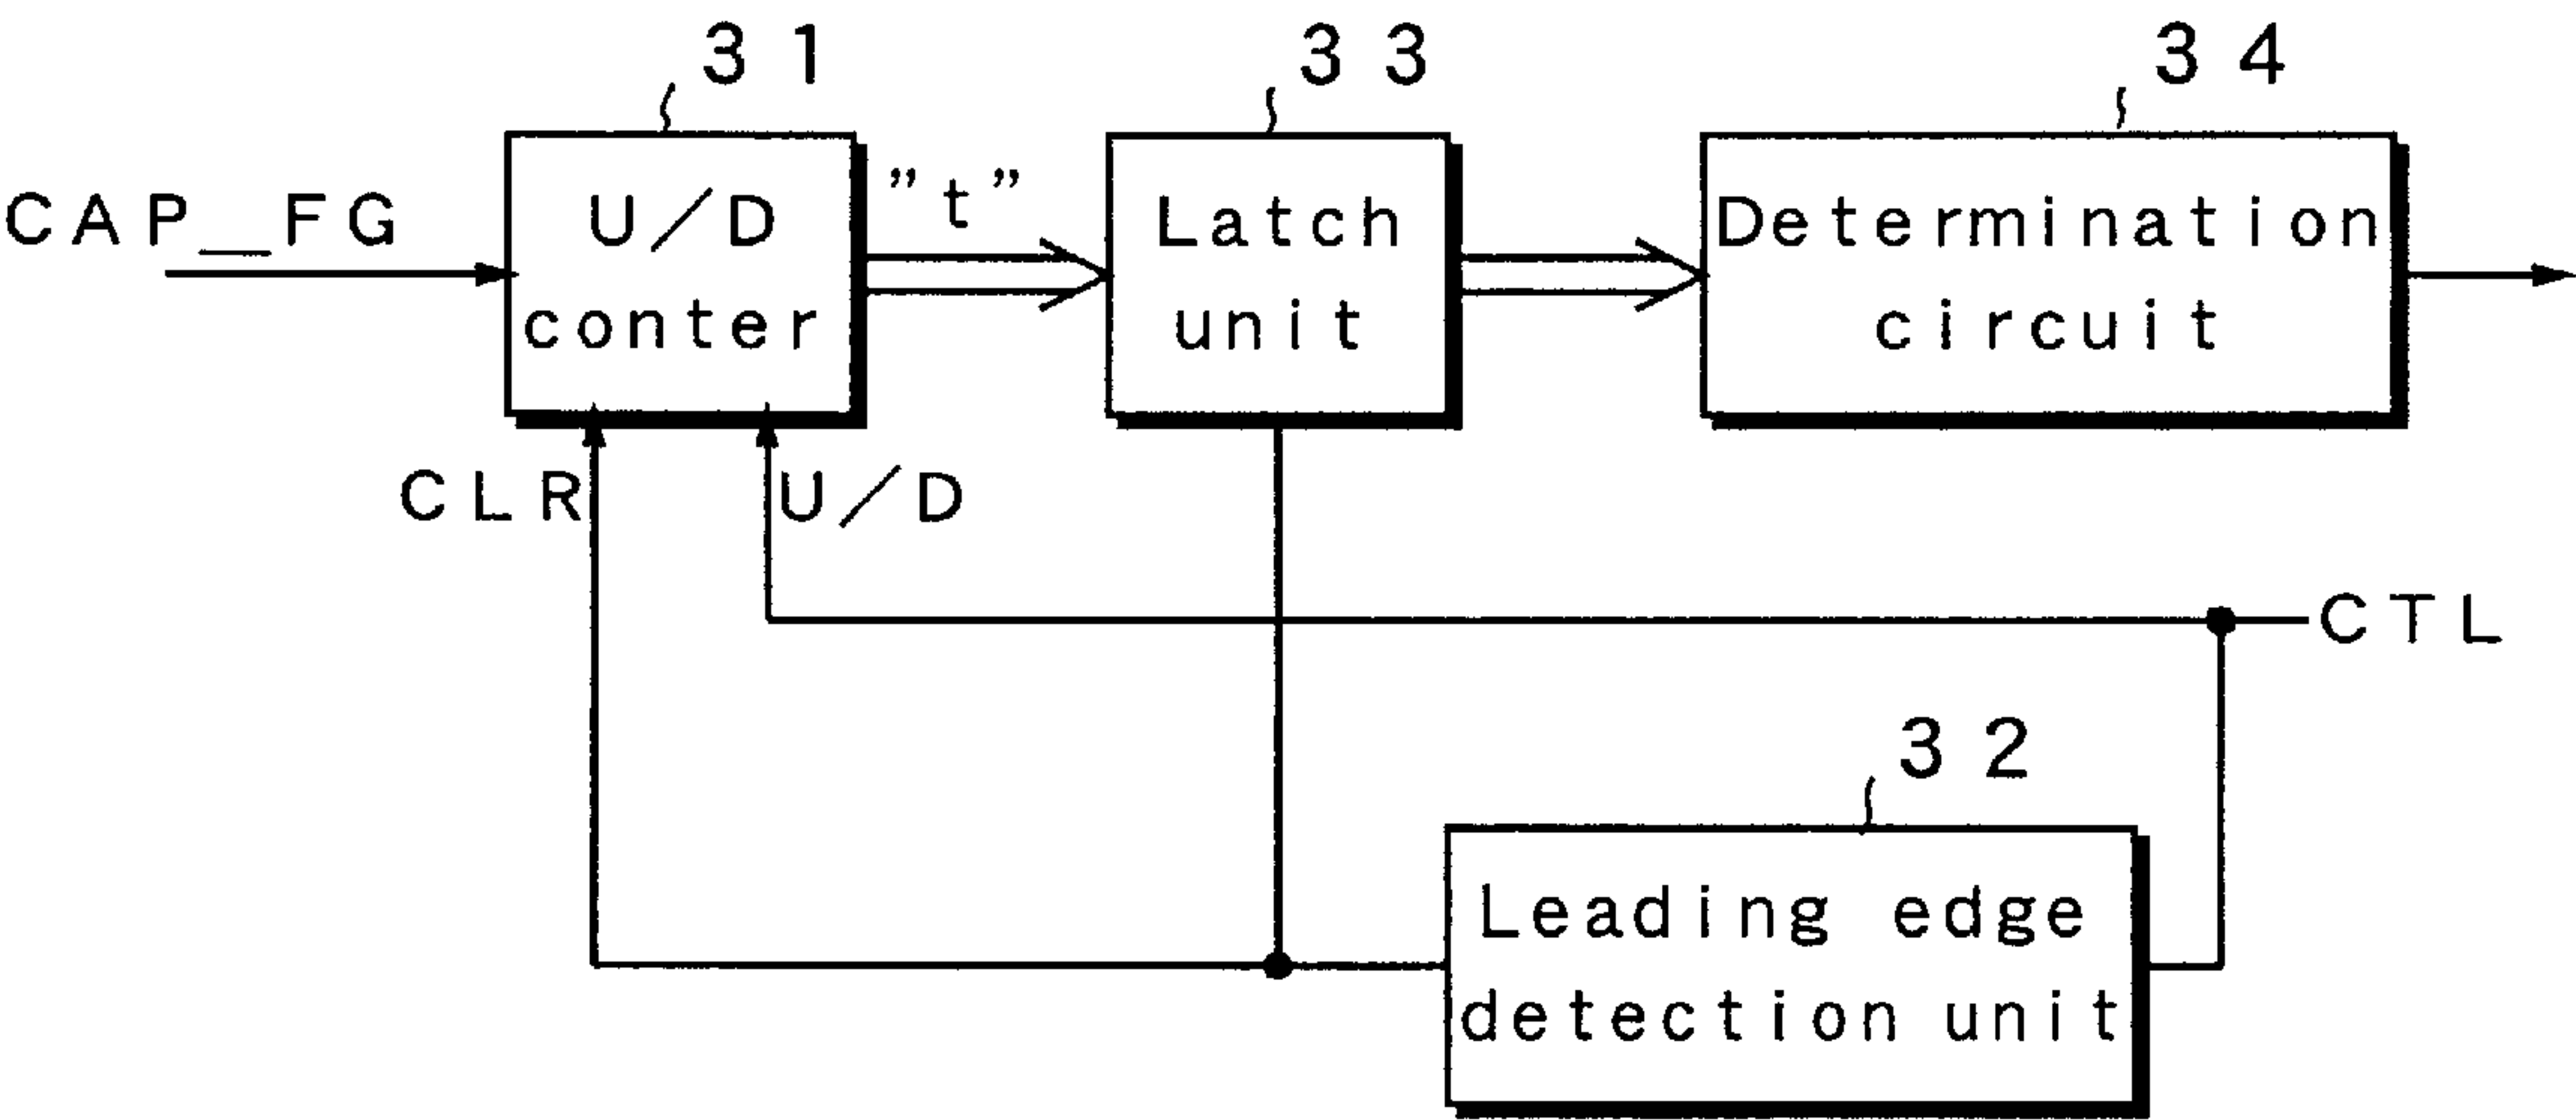 31
33
34
CAP_FG
U/D
conter
"t"
Latch
unit
Determination
circuit
CLR
U/D
CTL
32
Leading edge
detection unit